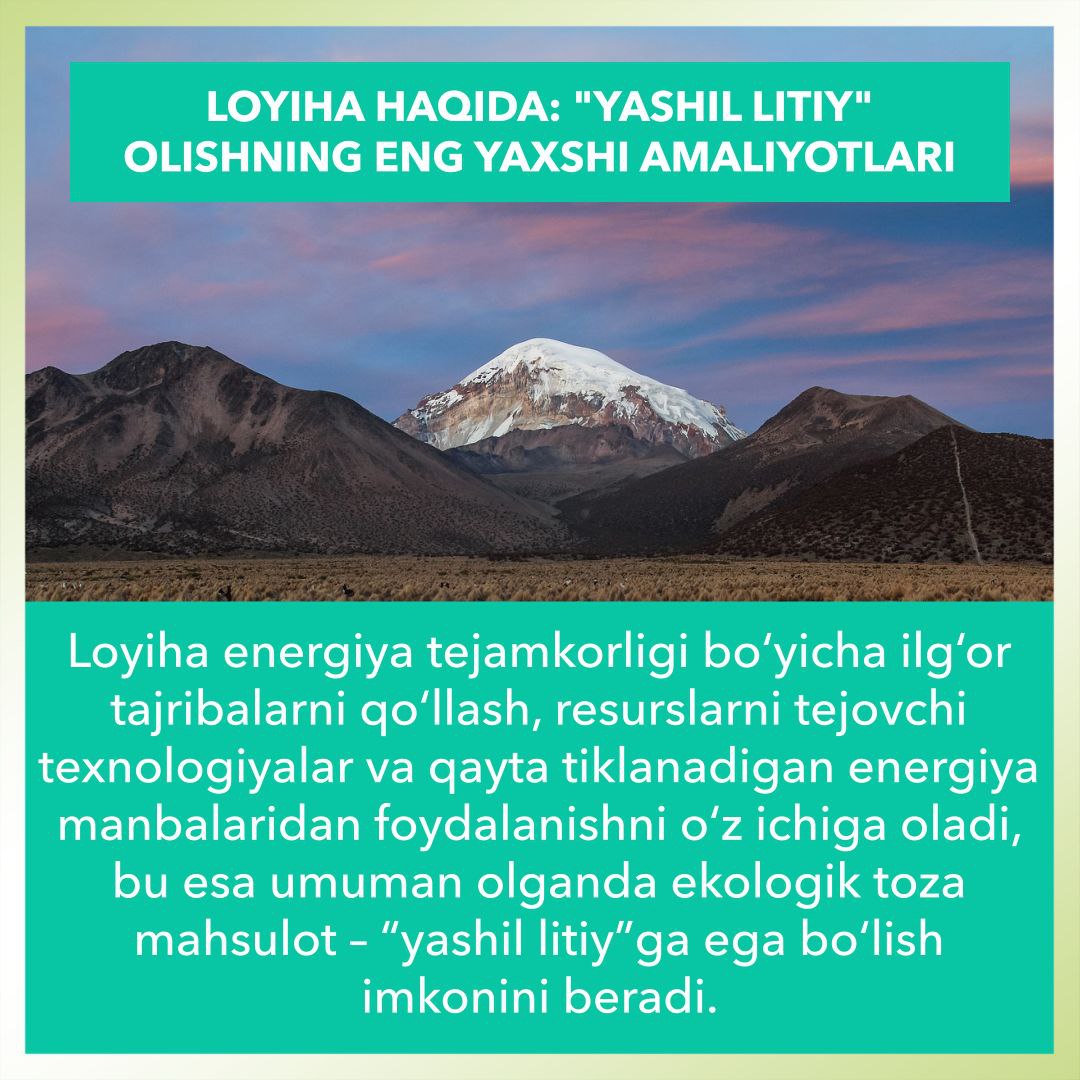 LOYIHA HAQIDA: "YASHIL LITIY"
OLISHNING ENG YAXSHI AMALIYOTLARI
Loyiha energiya tejamkorligi bo‘yicha ilg‘or
tajribalarni qo‘llash, resurslarni tejovchi
texnologiyalar va qayta tiklanadigan energiya
manbalaridan foydalanishni o‘z ichiga oladi,
bu esa umuman olganda ekologik toza
mahsulot – “yashil litiy”ga ega bo‘lish
imkonini beradi.